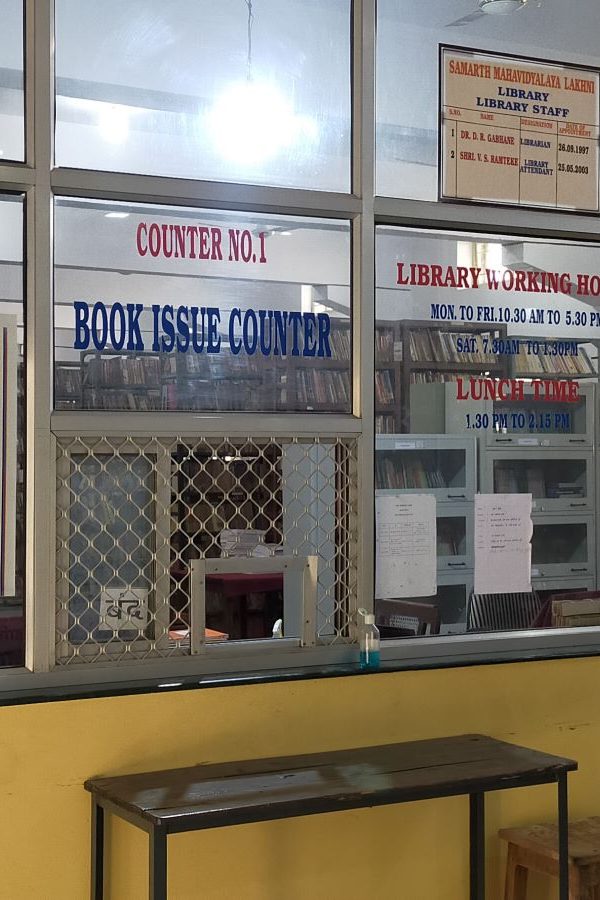 SAMARTH MAHAVIDYALAYA LAKHNI
LIBRARY
LIBRARY STAFF
S.NO. NAME DESIGNATION DATE OF APPOINTMENT
1 DR. D. R. GABHANE LIBRARIAN 26.09.1997
2 SHRI. V. S. RAMTEKE LIBRARY ATTENDANT 25.05.2003
COUNTER NO.1
BOOK ISSUE COUNTER
LIBRARY WORKING HO
MON. TO FRI.10.30 AM TO 5.30 PM
SAT. 7.30AM TO 1.30PM
LUNCH TIME
1.30 PM TO 2.15 PM
बंद